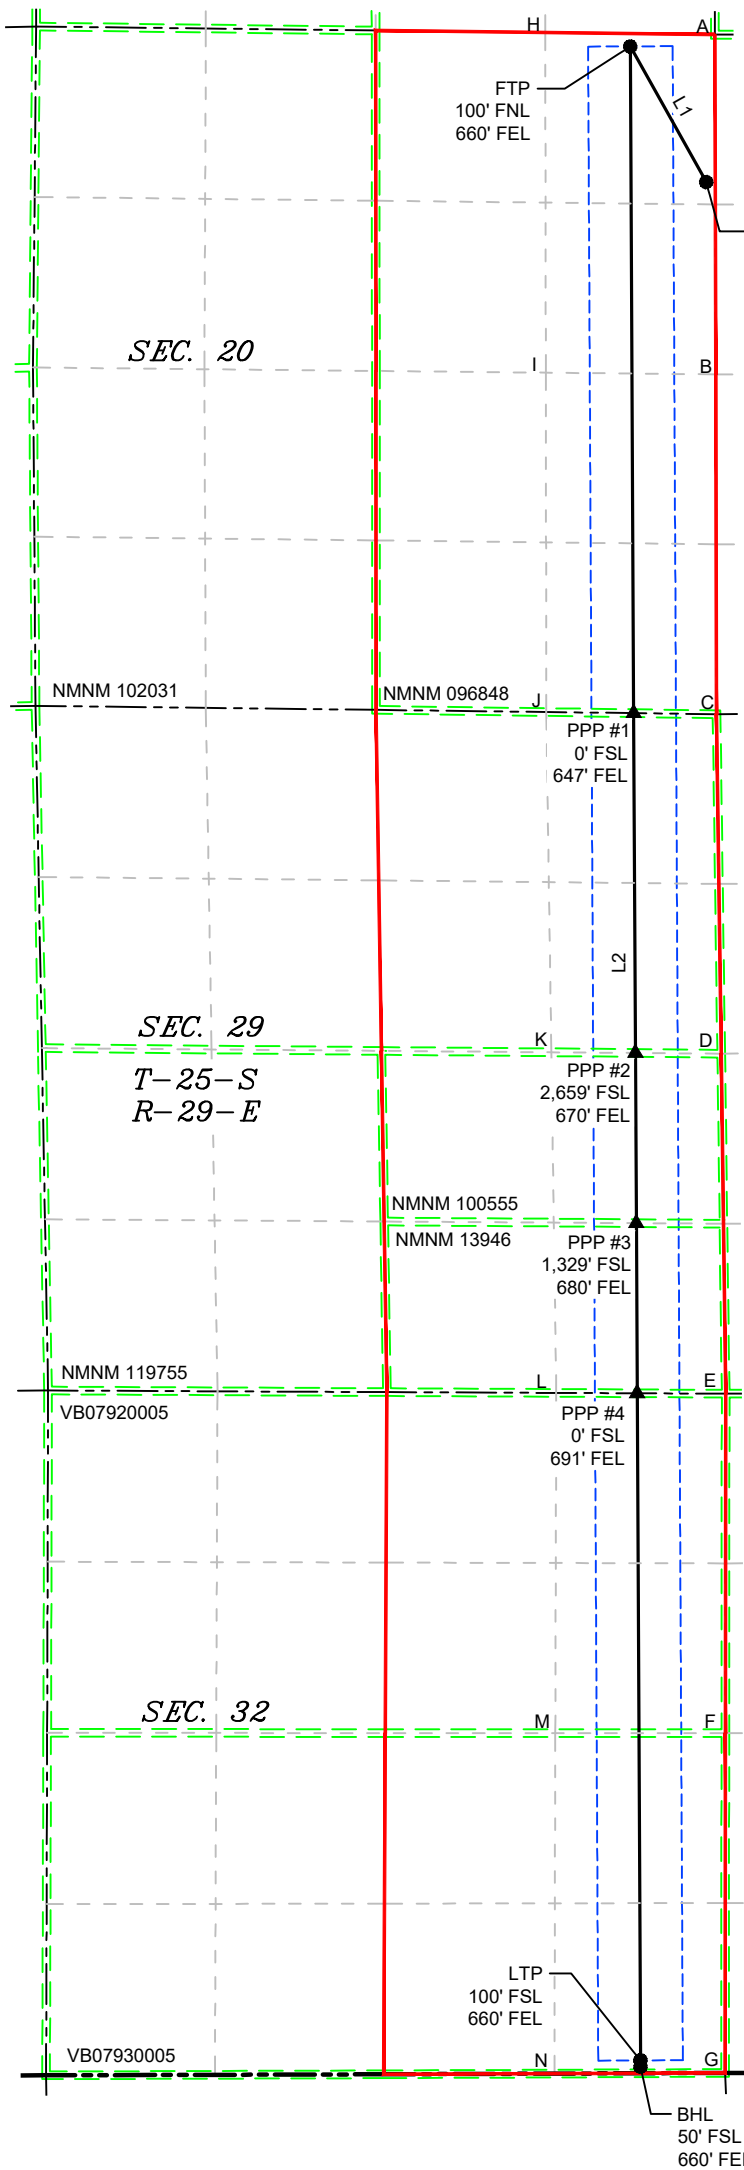 H
A
FTP
100' FNL
660' FEL
L1
SEC. 20
I
B
NMNM 102031
NMNM 096848
J
C
PPP #1
0' FSL
647' FEL
L2
SEC. 29
K
D
T-25-S
R-29-E
PPP #2
2,659' FSL
670' FEL
NMNM 100555
NMNM 13946
PPP #3
1,329' FSL
680' FEL
NMNM 119755
L
E
VB07920005
PPP #4
0' FSL
691' FEL
SEC. 32
M
F
LTP
100' FSL
660' FEL
VB07930005
N
G
BHL
50' FSL
660' FEL